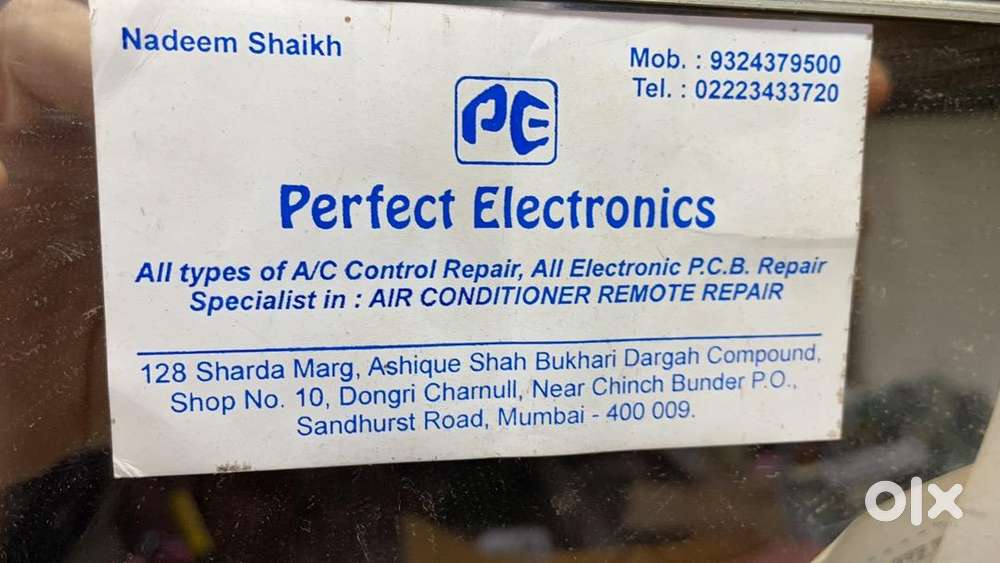 Nadeem Shaikh
Mob. : 9324379500
Tel. : 02223433720
PE
Perfect Electronics
All types of A/C Control Repair, All Electronic P.C.B. Repair
Specialist in : AIR CONDITIONER REMOTE REPAIR
128 Sharda Marg, Ashique Shah Bukhari Dargah Compound,
Shop No. 10, Dongri Charnull, Near Chinch Bunder P.O.,
Sandhurst Road, Mumbai - 400 009.
olx